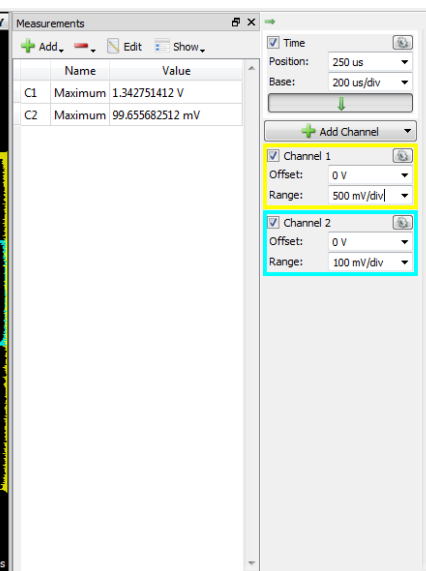 Y
Measurements
Add
Edit
Show
Name Value
C1 Maximum 1.342751412 V
C2 Maximum 99.655682512 mV
s
Time
Position: 250 us
Base: 200 us/div
Add Channel
Channel 1
Offset: 0 V
Range: 500 mV/div
Channel 2
Offset: 0 V
Range: 100 mV/div